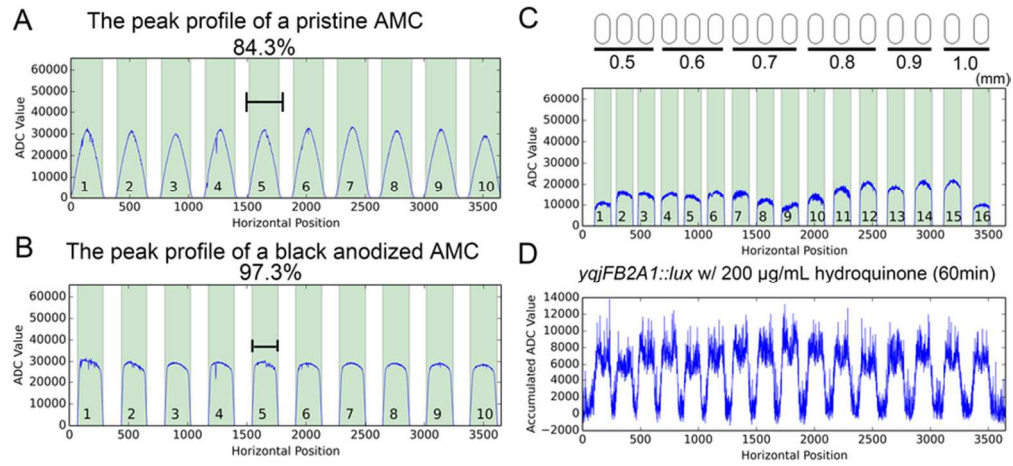 A
The peak profile of a pristine AMC
84.3%
60000
50000
40000
30000
20000
10000
0
ADC Value
1 2 3 4 5 6 7 8 9 10
0 500 1000 1500 2000 2500 3000 3500
Horizontal Position
B
The peak profile of a black anodized AMC
97.3%
60000
50000
40000
30000
20000
10000
0
ADC Value
1 2 3 4 5 6 7 8 9 10
0 500 1000 1500 2000 2500 3000 3500
Horizontal Position
C
0.5 0.6 0.7 0.8 0.9 1.0
(mm)
60000
50000
40000
30000
20000
10000
0
ADC Value
1 2 3 4 5 6 7 8 9 10 11 12 13 14 15 16
0 500 1000 1500 2000 2500 3000 3500
Horizontal Position
D
yqjFB2A1::lux w/ 200 µg/mL hydroquinone (60min)
14000
12000
10000
8000
6000
4000
2000
0
−2000
Accumulated ADC Value
0 500 1000 1500 2000 2500 3000 3500
Horizontal Position